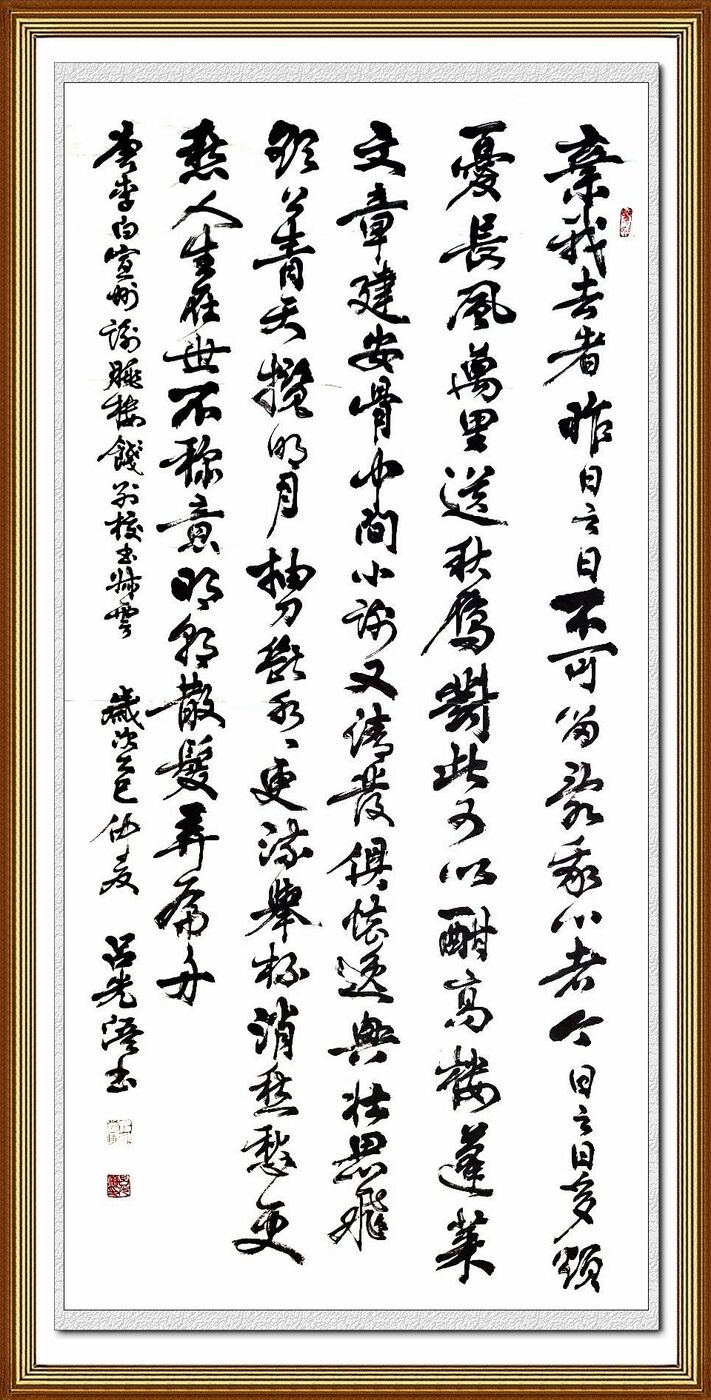 棄我去者昨日之日不可留亂我心者今日之日多煩
憂長風萬里送秋鴈對此可以酣高樓蓬萊
文章建安骨中間小謝又清發俱懷逸興壯思飛
欲上青天攬明月抽刀斷水々更流舉杯消愁愁更
愁人生在世不稱意明朝散髮弄扁舟
書李白宣州謝朓樓餞別校書叔雲 歲次乙巳仲夏 呂光書